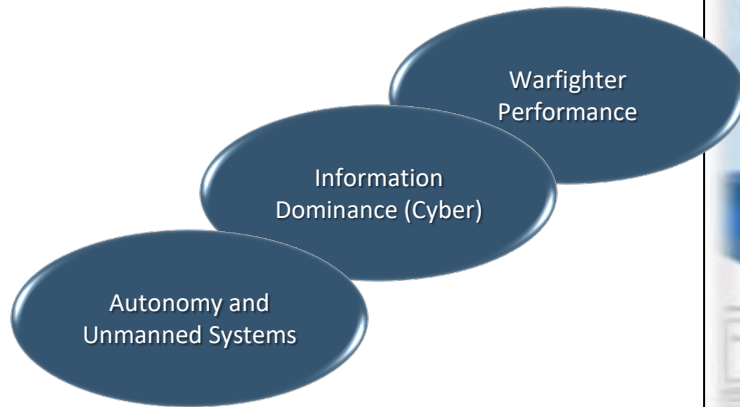 Warfighter
Performance
Information
Dominance (Cyber)
Autonomy and
Unmanned Systems